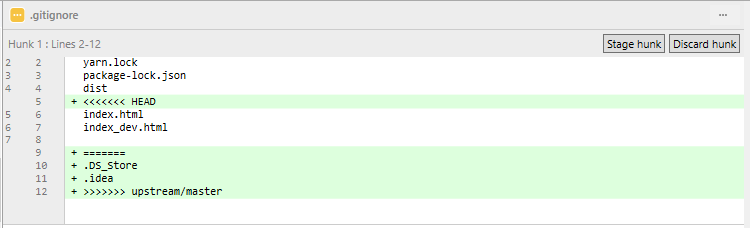 .gitignore
Hunk 1 : Lines 2-12
Stage hunk
Discard hunk
2 2 yarn.lock
3 3 package-lock.json
4 4 dist
5 + <<<<<<< HEAD
5 6 index.html
6 7 index_dev.html
7 8
9 + =======
10 + .DS_Store
11 + .idea
12 + >>>>>>> upstream/master